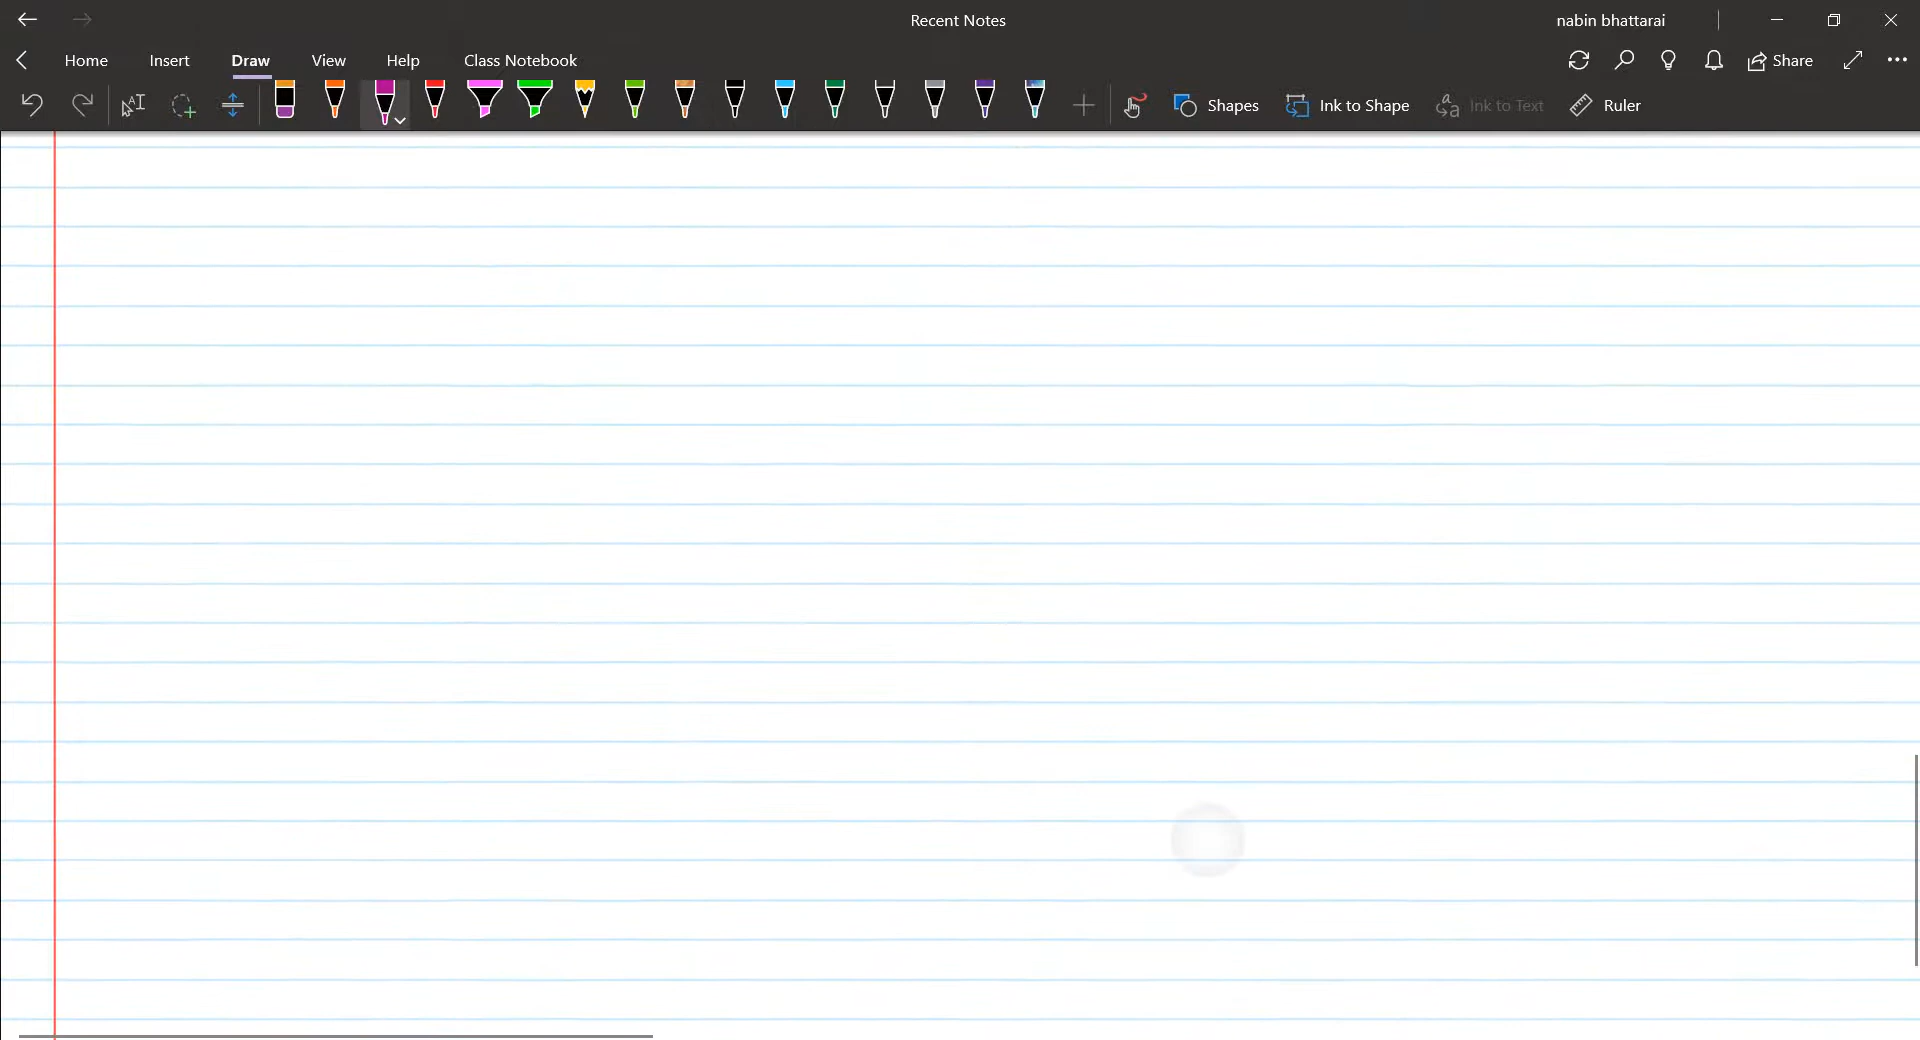 Recent Notes
nabin bhattarai
Home Insert Draw View Help Class Notebook
Share
Shapes Ink to Shape Ink to Text Ruler